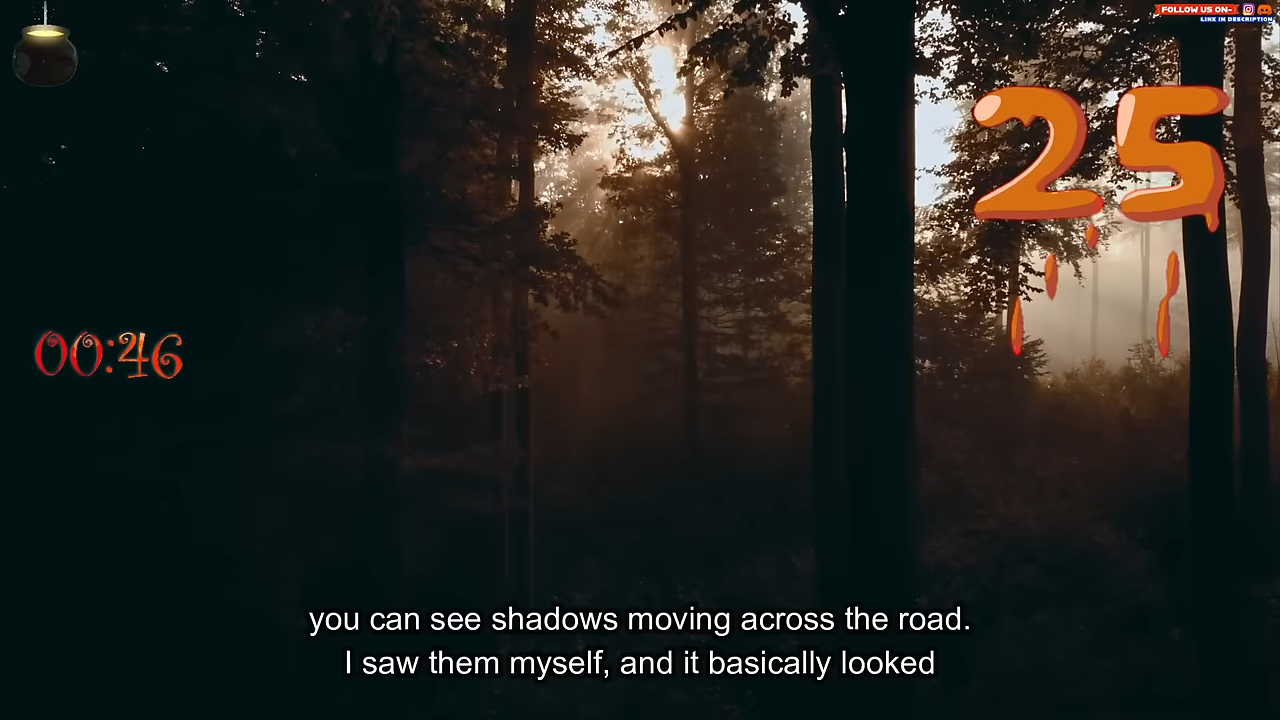 FOLLOW US ON-
LINK IN DESCRIPTION
25
00:46
you can see shadows moving across the road.
I saw them myself, and it basically looked